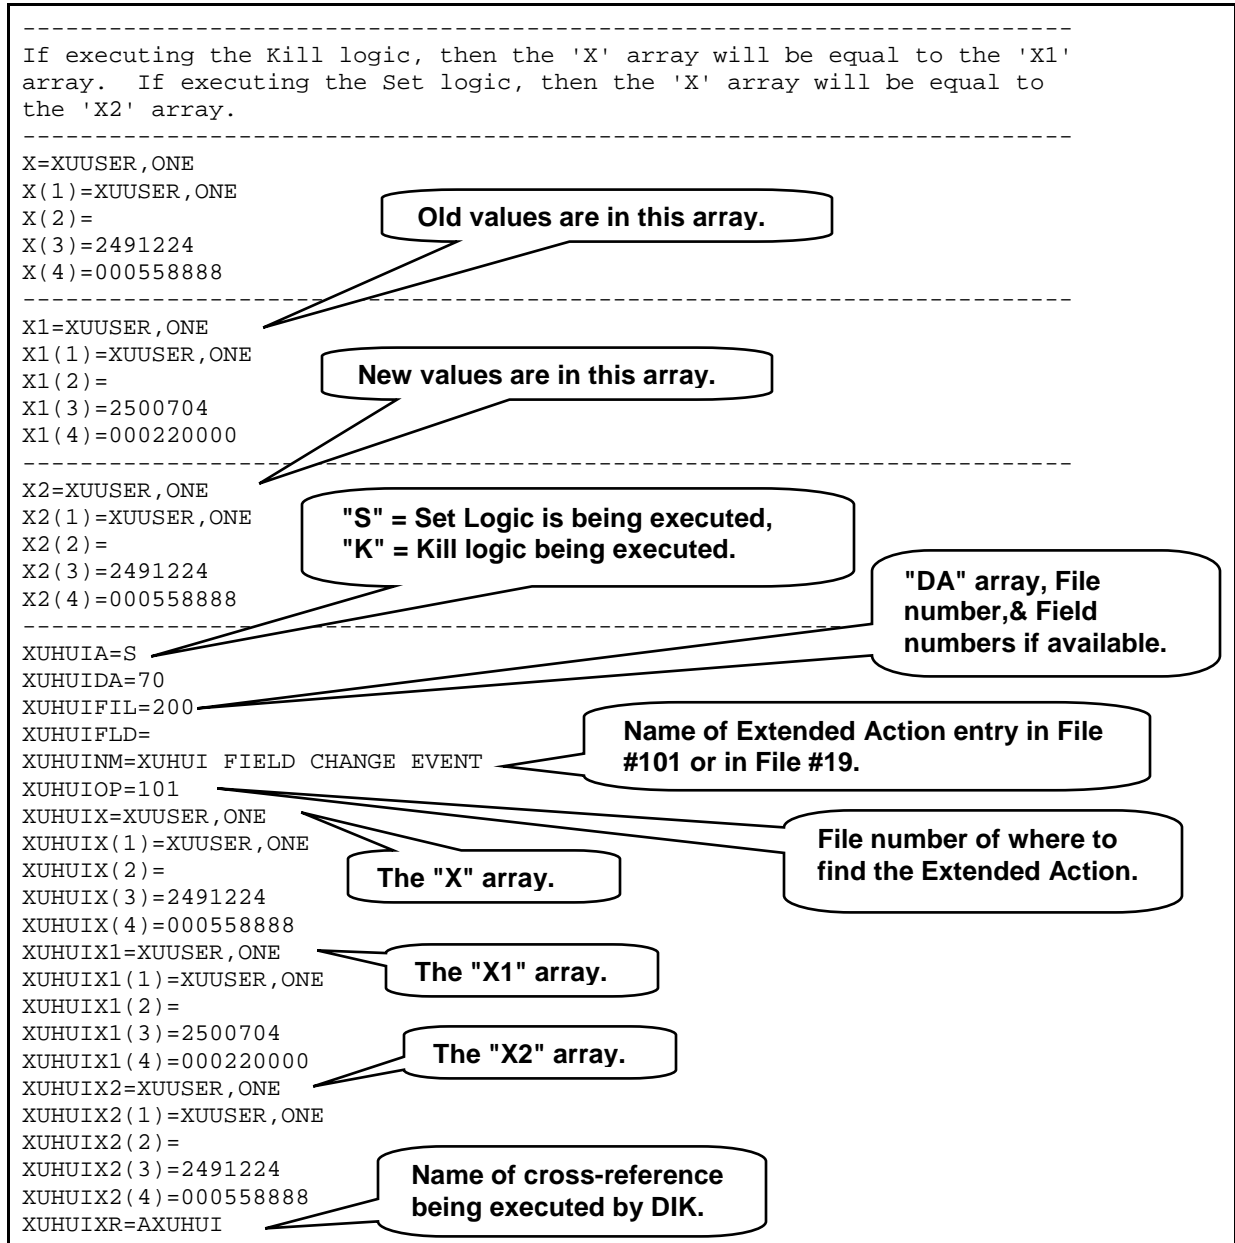 --------------------------------------------------------------------------
If executing the Kill logic, then the 'X' array will be equal to the 'X1'
array.  If executing the Set logic, then the 'X' array will be equal to
the 'X2' array.
--------------------------------------------------------------------------
X=XUUSER,ONE
X(1)=XUUSER,ONE
X(2)=
Old values are in this array.
X(3)=2491224
X(4)=000558888
--------------------------------------------------------------------------
X1=XUUSER,ONE
X1(1)=XUUSER,ONE
X1(2)=
New values are in this array.
X1(3)=2500704
X1(4)=000220000
--------------------------------------------------------------------------
X2=XUUSER,ONE
X2(1)=XUUSER,ONE
"S" = Set Logic is being executed,
"K" = Kill logic being executed.
X2(2)=
X2(3)=2491224
X2(4)=000558888
"DA" array, File
number,& Field
numbers if available.
--------------------------------------------------------------------------
XUHUIA=S
XUHUIDA=70
XUHUIFIL=200
XUHUIFLD=
Name of Extended Action entry in File
#101 or in File #19.
XUHUINM=XUHUI FIELD CHANGE EVENT
XUHUIOP=101
XUHUIX=XUUSER,ONE
XUHUIX(1)=XUUSER,ONE
File number of where to
find the Extended Action.
XUHUIX(2)=
The "X" array.
XUHUIX(3)=2491224
XUHUIX(4)=000558888
XUHUIX1=XUUSER,ONE
XUHUIX1(1)=XUUSER,ONE
The "X1" array.
XUHUIX1(2)=
XUHUIX1(3)=2500704
XUHUIX1(4)=000220000
The "X2" array.
XUHUIX2=XUUSER,ONE
XUHUIX2(1)=XUUSER,ONE
XUHUIX2(2)=
XUHUIX2(3)=2491224
XUHUIX2(4)=000558888
Name of cross-reference
being executed by DIK.
XUHUIXR=AXUHUI